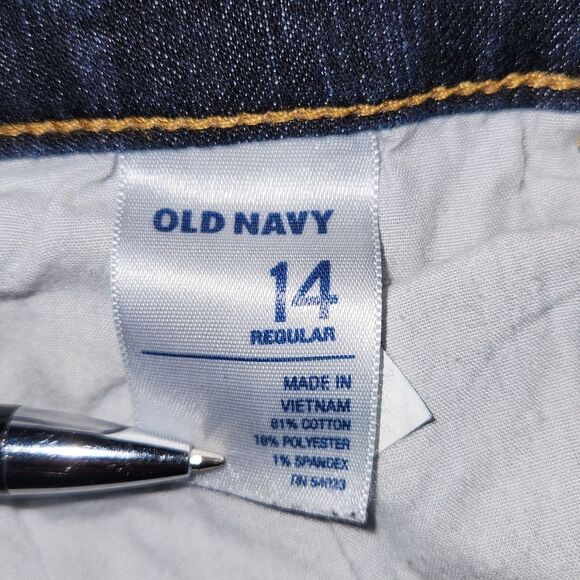 OLD NAVY
14
REGULAR
MADE IN
VIETNAM
81% COTTON
18% POLYESTER
1% SPANDEX
RN 54023